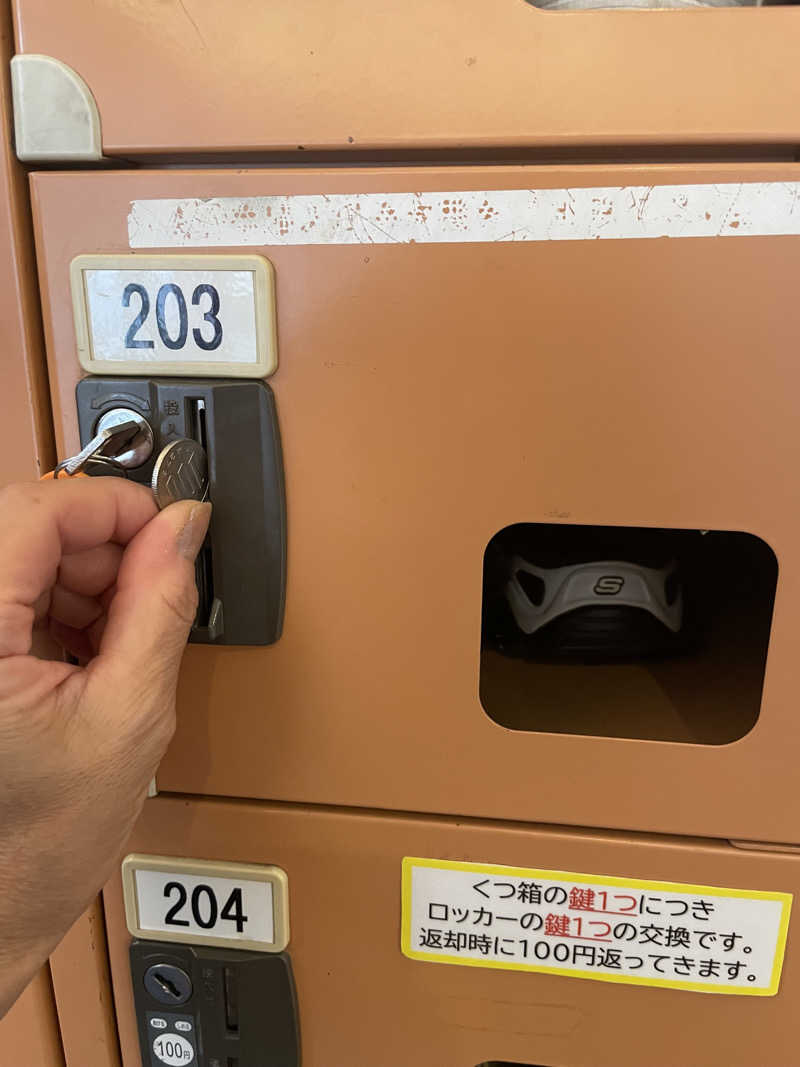 203
投
入
S
204
くつ箱の鍵1つにつき
ロッカーの鍵1つの交換です。
返却時に100円返ってきます。
100円